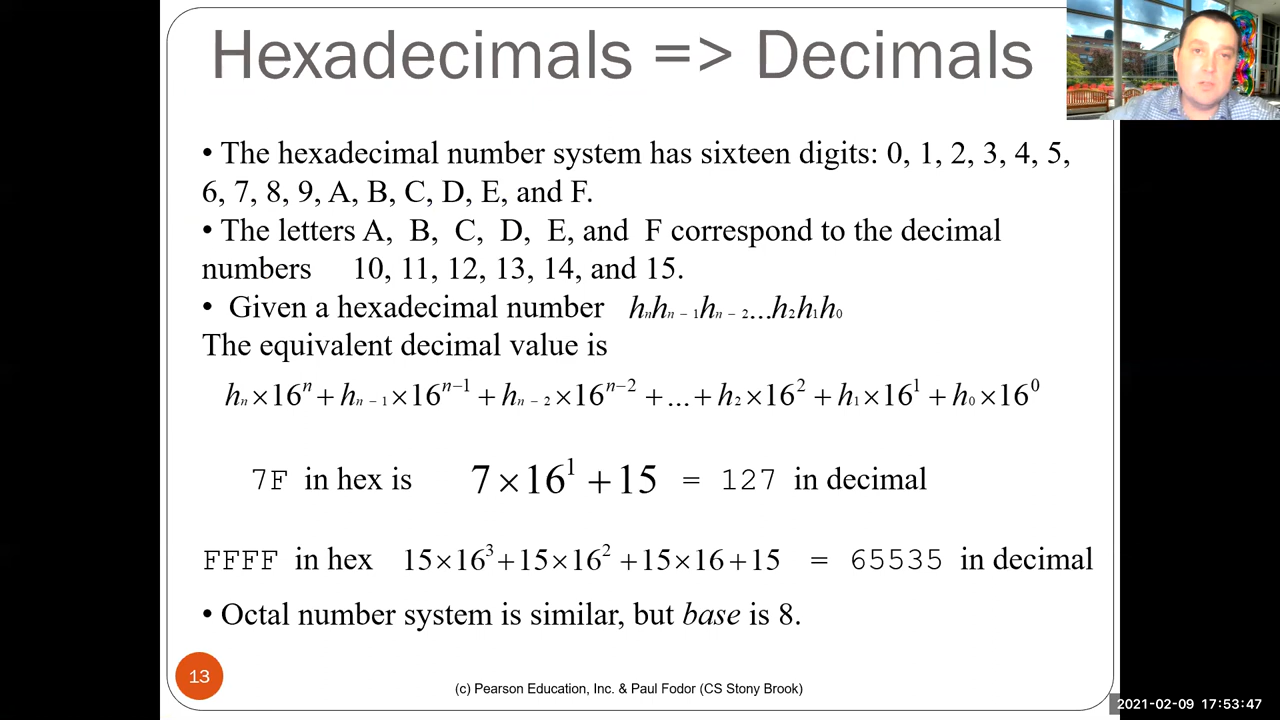 Hexadecimals => Decimals
• The hexadecimal number system has sixteen digits: 0, 1, 2, 3, 4, 5,
6, 7, 8, 9, A, B, C, D, E, and F.
• The letters A, B, C, D, E, and F correspond to the decimal
numbers 10, 11, 12, 13, 14, and 15.
• Given a hexadecimal number hₙhₙ₋₁hₙ₋₂...h₂h₁h₀
The equivalent decimal value is
hₙ×16ⁿ + hₙ₋₁×16ⁿ⁻¹ + hₙ₋₂×16ⁿ⁻² + ... + h₂×16² + h₁×16¹ + h₀×16⁰
7F in hex is 7×16¹ + 15 = 127 in decimal
FFFF in hex 15×16³ + 15×16² + 15×16 + 15 = 65535 in decimal
• Octal number system is similar, but base is 8.
13
(c) Pearson Education, Inc. & Paul Fodor (CS Stony Brook)
2021-02-09 17:53:47